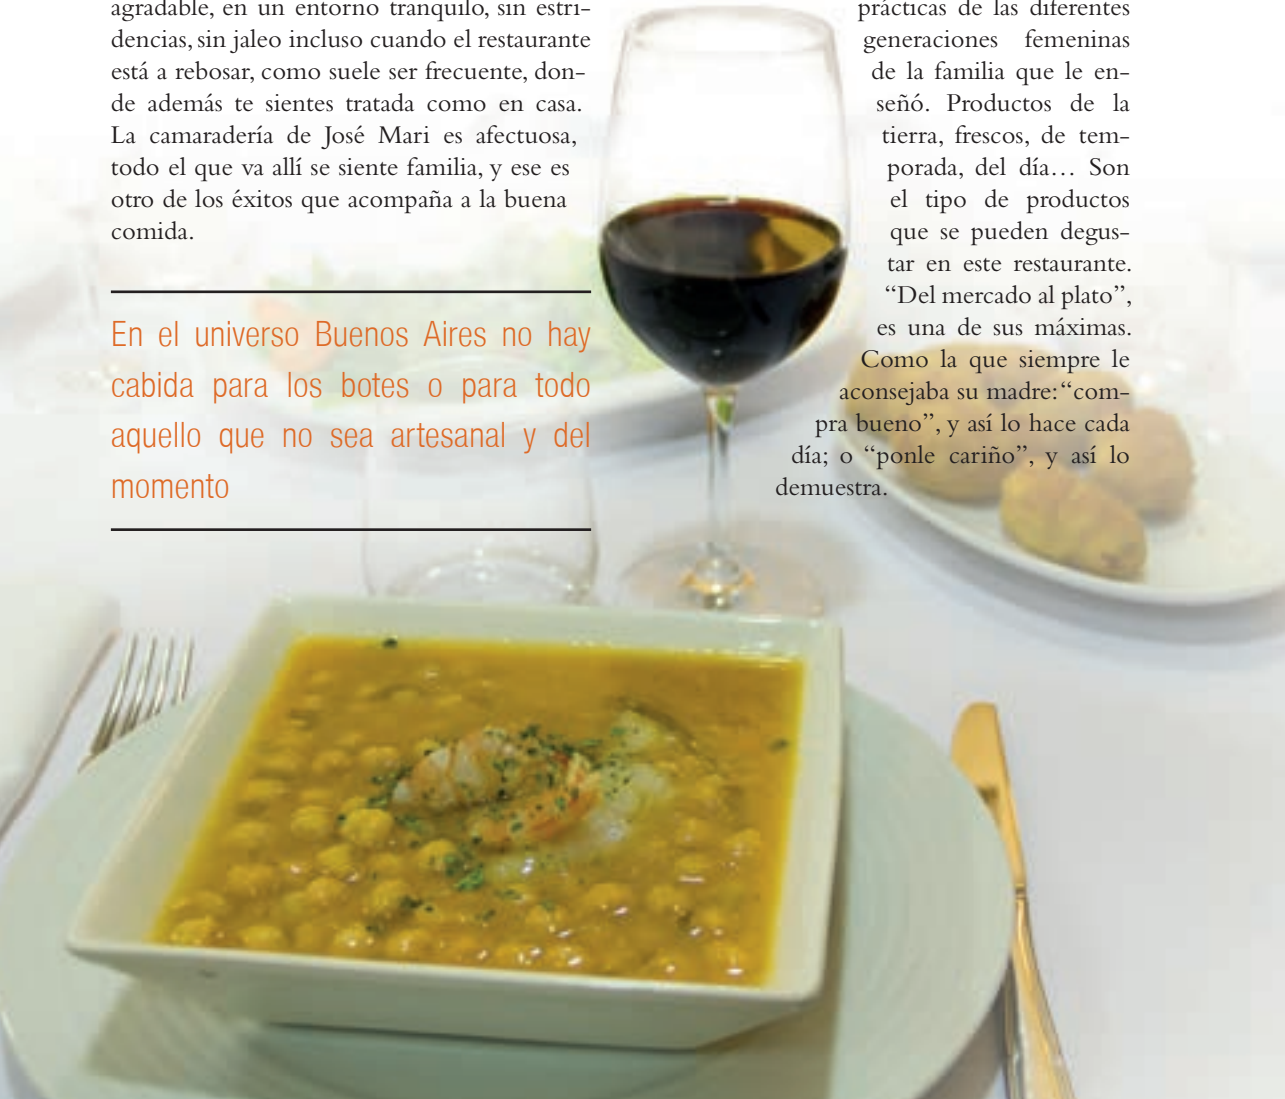 agradable, en un entorno tranquilo, sin estri-
dencias, sin jaleo incluso cuando el restaurante
está a rebosar, como suele ser frecuente, don-
de además te sientes tratada como en casa.
La camaradería de José Mari es afectuosa,
todo el que va allí se siente familia, y ese es
otro de los éxitos que acompaña a la buena
comida.
En el universo Buenos Aires no hay
cabida para los botes o para todo
aquello que no sea artesanal y del
momento
prácticas de las diferentes
generaciones femeninas
de la familia que le en-
señó. Productos de la
tierra, frescos, de tem-
porada, del día… Son
el tipo de productos
que se pueden degus-
tar en este restaurante.
“Del mercado al plato”,
es una de sus máximas.
Como la que siempre le
aconsejaba su madre: “com-
pra bueno”, y así lo hace cada
día; o “ponle cariño”, y así lo
demuestra.